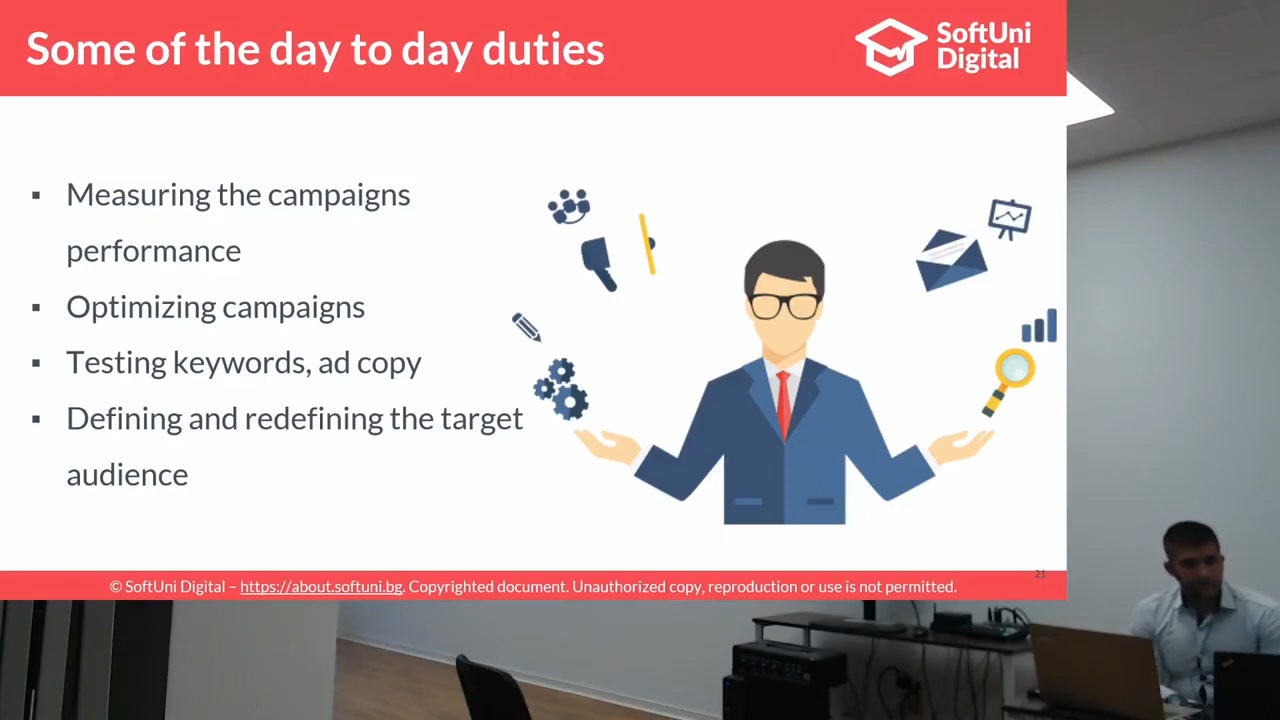 Some of the day to day duties
SoftUni
Digital
▪ Measuring the campaigns
performance
▪ Optimizing campaigns
▪ Testing keywords, ad copy
▪ Defining and redefining the target
audience
21
© SoftUni Digital – https://about.softuni.bg. Copyrighted document. Unauthorized copy, reproduction or use is not permitted.